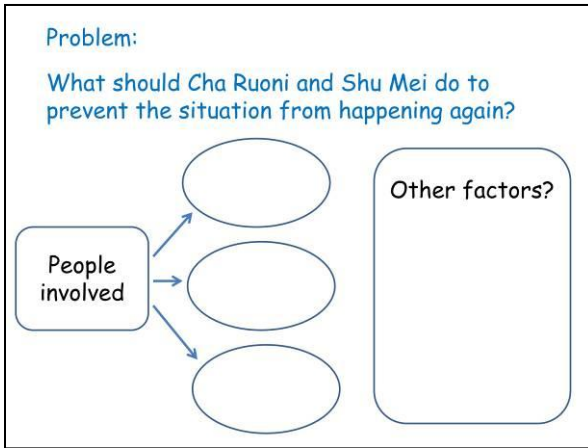 Problem:
What should Cha Ruoni and Shu Mei do to
prevent the situation from happening again?
Other factors?
People
involved